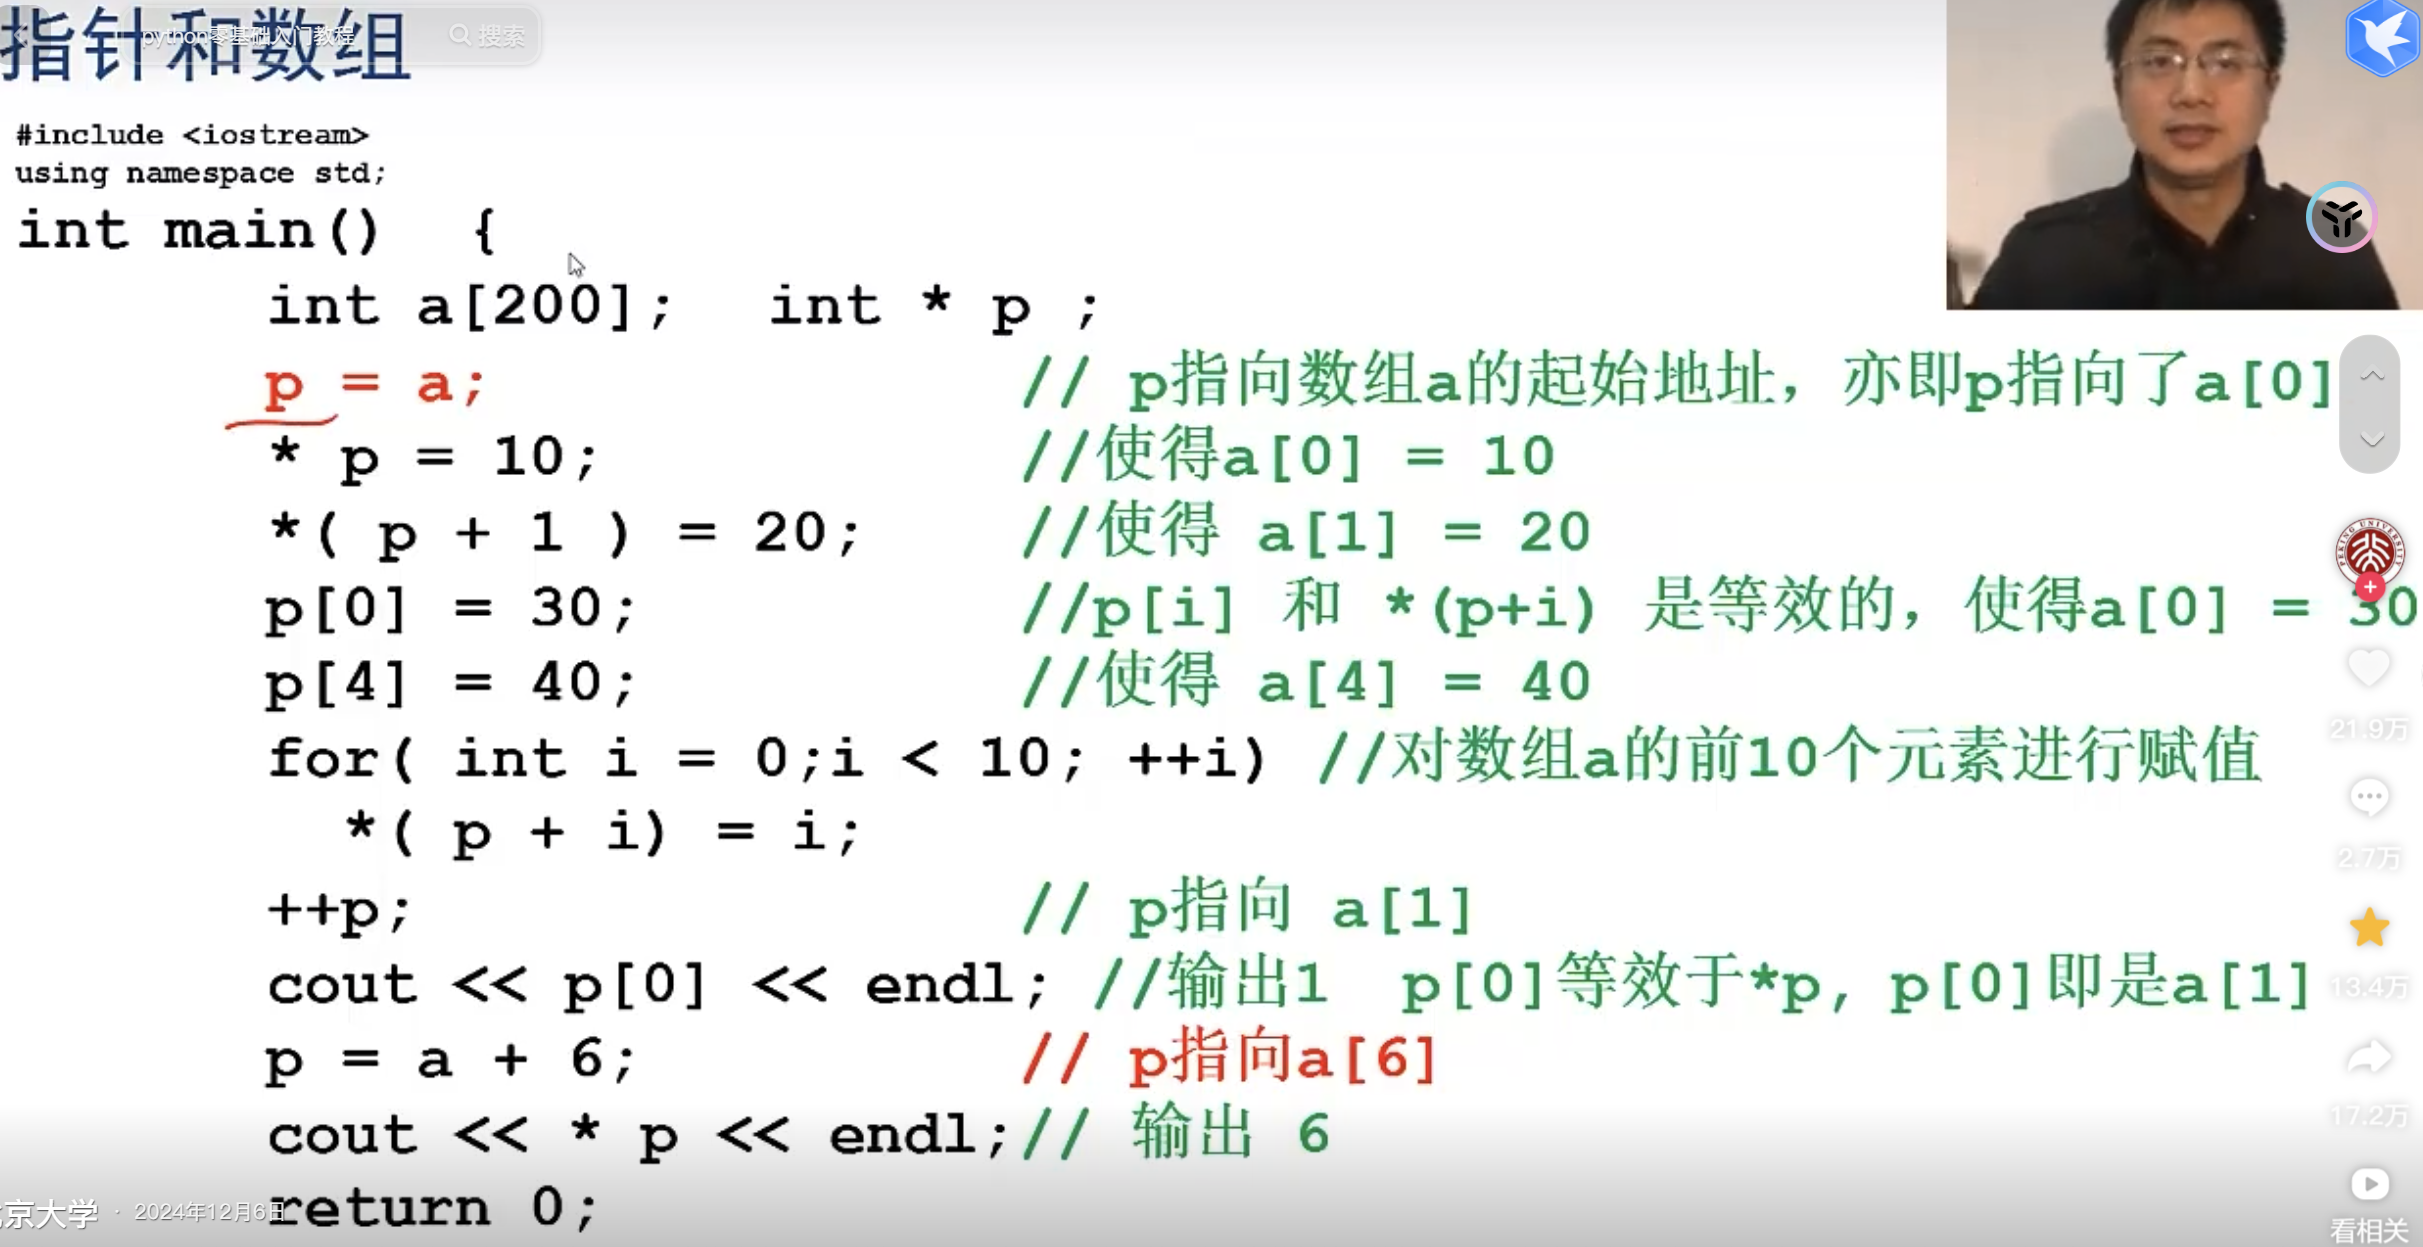 指针和数组
python零基础入门教程
搜索
#include <iostream>
using namespace std;
int main() {
int a[200]; int * p ;
p = a; // p指向数组a的起始地址，亦即p指向了a[0]
* p = 10; //使得a[0] = 10
*( p + 1 ) = 20; //使得 a[1] = 20
p[0] = 30; //p[i] 和 *(p+i) 是等效的，使得a[0] = 30
p[4] = 40; //使得 a[4] = 40
for( int i = 0;i < 10; ++i) //对数组a的前10个元素进行赋值
*( p + i) = i;
++p; // p指向 a[1]
cout << p[0] << endl; //输出1 p[0]等效于*p, p[0]即是a[1]
p = a + 6; // p指向a[6]
cout << * p << endl;// 输出 6
return 0;
京大学 · 2024年12月6日
PEKING UNIVERSITY
21.9万
2.7万
13.4万
17.2万
看相关